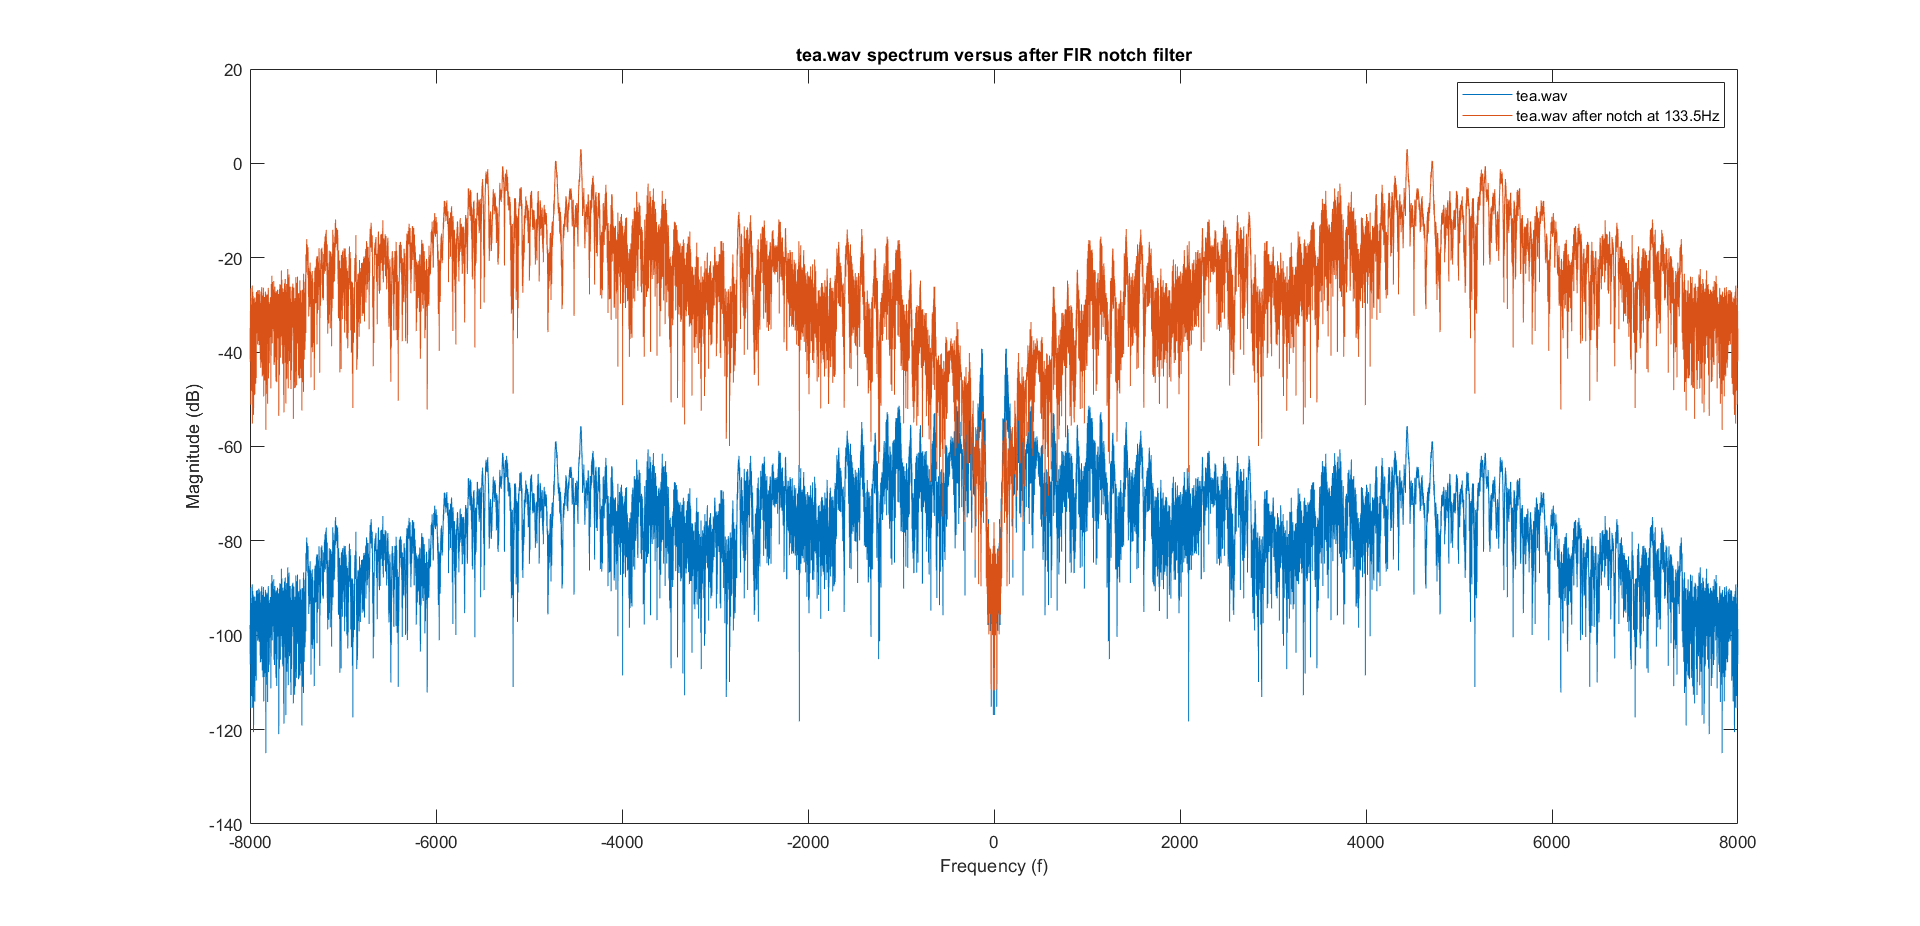 tea.wav spectrum versus after FIR notch filter
tea.wav
tea.wav after notch at 133.5Hz
20
0
-20
-40
-60
-80
-100
-120
-140
Magnitude (dB)
-8000 -6000 -4000 -2000 0 2000 4000 6000 8000
Frequency (f)